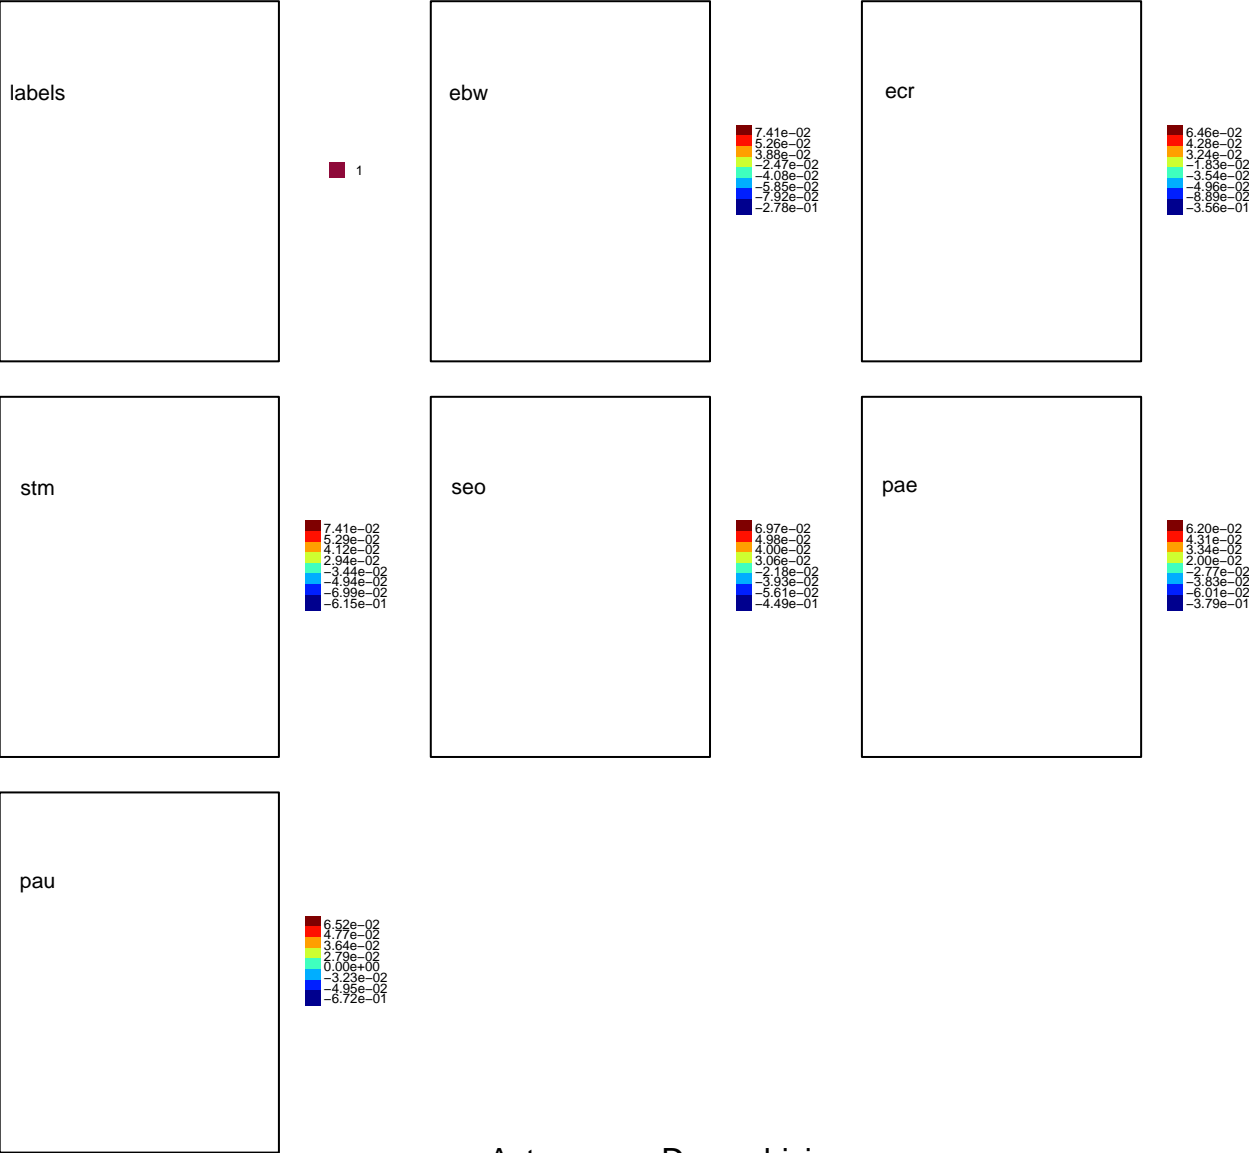 labels
1
ebw
7.41e−02
5.26e−02
3.88e−02
−2.47e−02
−4.08e−02
−5.85e−02
−7.92e−02
−2.78e−01
ecr
6.46e−02
4.28e−02
3.24e−02
−1.83e−02
−3.54e−02
−4.96e−02
−8.89e−02
−3.56e−01
stm
7.41e−02
5.29e−02
4.12e−02
2.94e−02
−3.44e−02
−4.94e−02
−6.99e−02
−6.15e−01
seo
6.97e−02
4.98e−02
4.00e−02
3.06e−02
−2.18e−02
−3.93e−02
−5.61e−02
−4.49e−01
pae
6.20e−02
4.31e−02
3.34e−02
2.00e−02
−2.77e−02
−3.83e−02
−6.01e−02
−3.79e−01
pau
6.52e−02
4.77e−02
3.64e−02
2.79e−02
0.00e+00
−3.23e−02
−4.95e−02
−6.72e−01